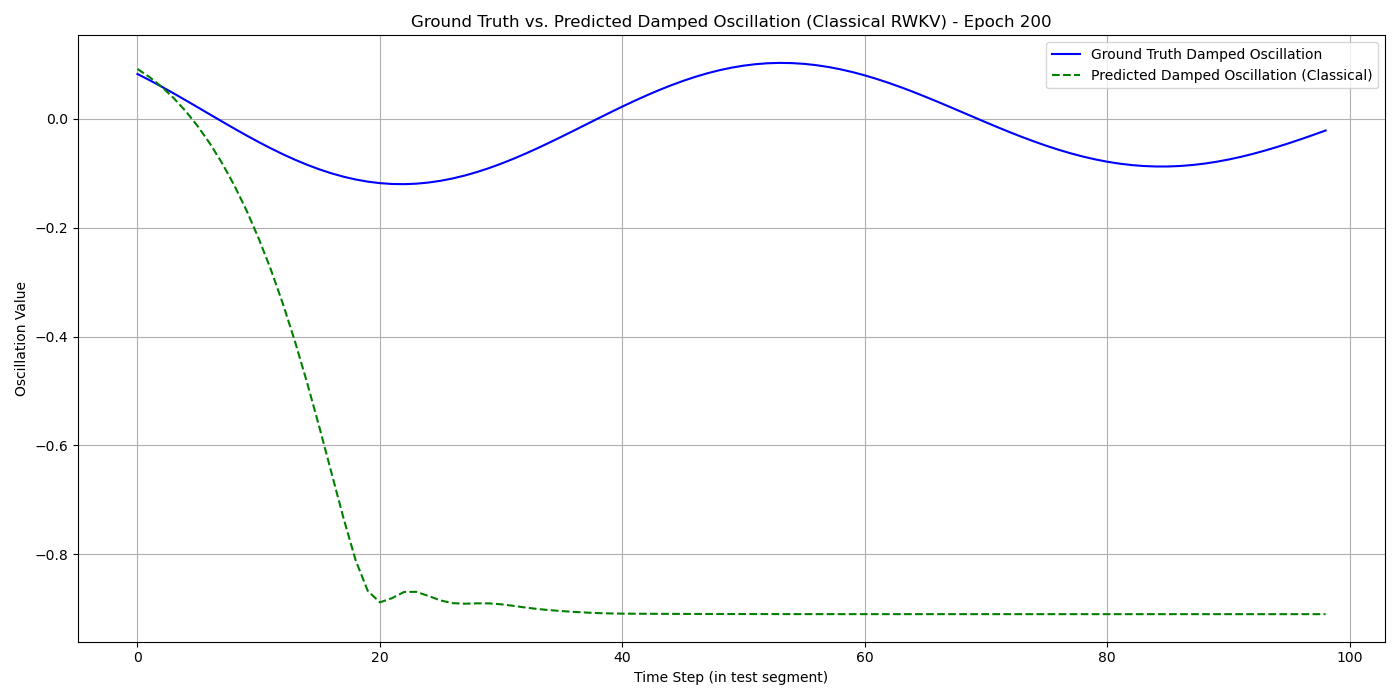 Ground Truth vs. Predicted Damped Oscillation (Classical RWKV) - Epoch 200
Ground Truth Damped Oscillation
Predicted Damped Oscillation (Classical)
Oscillation Value
0.0
−0.2
−0.4
−0.6
−0.8
0 20 40 60 80 100
Time Step (in test segment)